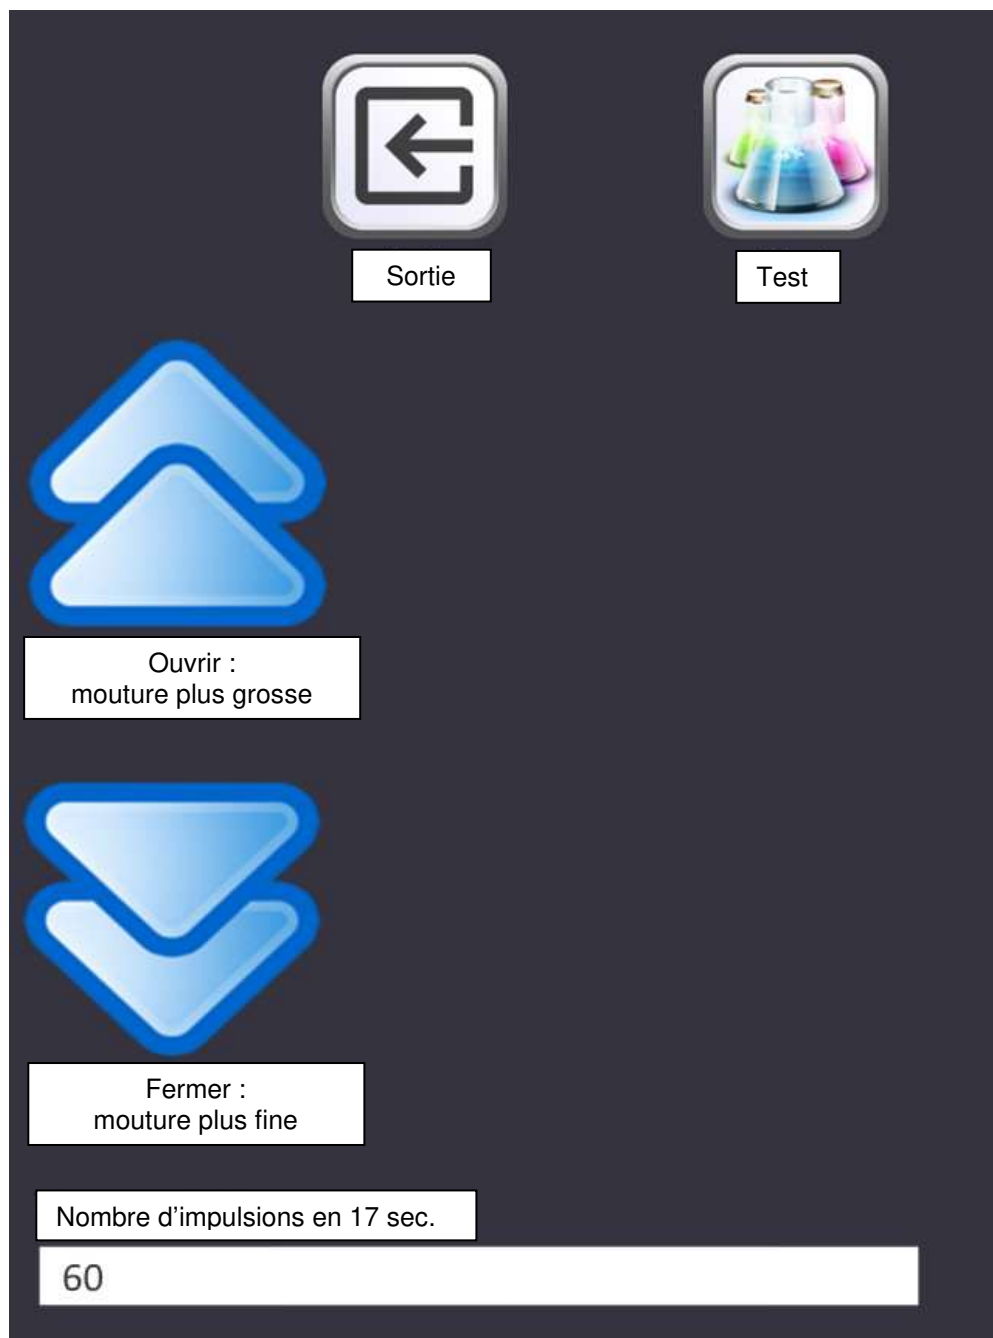 Sortie
Test
Ouvrir :
mouture plus grosse
Fermer :
mouture plus fine
Nombre d’impulsions en 17 sec.
60